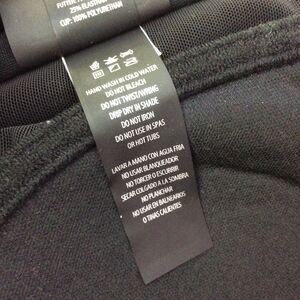 25% ELASTHAN
CUP: 100% POLYURETHAN
HAND WASH IN COLD WATER
DO NOT BLEACH
DO NOT TWIST/WRING
DRIP DRY IN SHADE
DO NOT IRON
DO NOT USE IN SPAS
OR HOT TUBS
LAVAR A MANO CON AGUA FRIA
NO USAR BLANQUEADOR
NO TORCER O ESCURRIR
SECAR COLGADO A LA SOMBRA
NO PLANCHAR
NO USAR EN BALNEARIOS
O TINAS CALIENTES